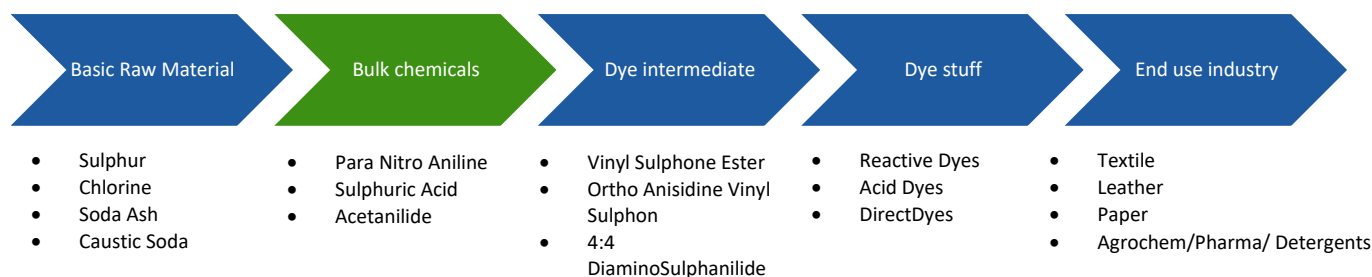 Basic Raw Material
Bulk chemicals
Dye intermediate
Dye stuff
End use industry
• Sulphur
• Chlorine
• Soda Ash
• Caustic Soda
• Para Nitro Aniline
• Sulphuric Acid
• Acetanilide
• Vinyl Sulphone Ester
• Ortho Anisidine Vinyl
Sulphon
• 4:4
DiaminoSulphanilide
• Reactive Dyes
• Acid Dyes
• DirectDyes
• Textile
• Leather
• Paper
• Agrochem/Pharma/ Detergents